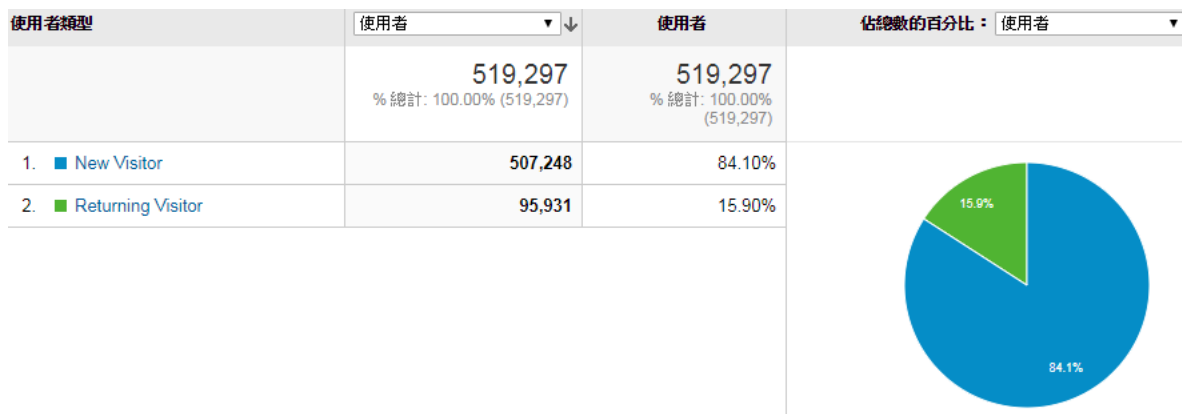 使用者類型
使用者
使用者
佔總數的百分比：
使用者
519,297
% 總計: 100.00% (519,297)
519,297
% 總計: 100.00%
(519,297)
1. New Visitor
507,248
84.10%
2. Returning Visitor
95,931
15.90%
15.9%
84.1%